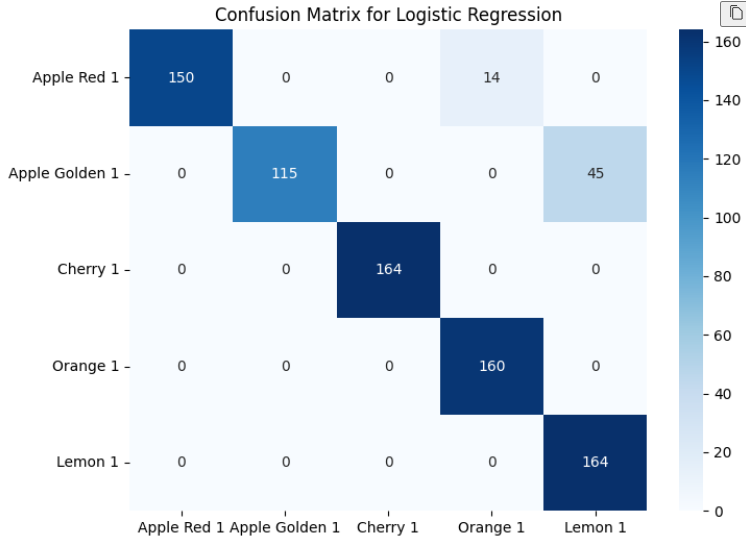 Confusion Matrix for Logistic Regression
Apple Red 1 150 0 0 14 0
Apple Golden 1 0 115 0 0 45
Cherry 1 0 0 164 0 0
Orange 1 0 0 0 160 0
Lemon 1 0 0 0 0 164
Apple Red 1 Apple Golden 1 Cherry 1 Orange 1 Lemon 1
160
140
120
100
80
60
40
20
0